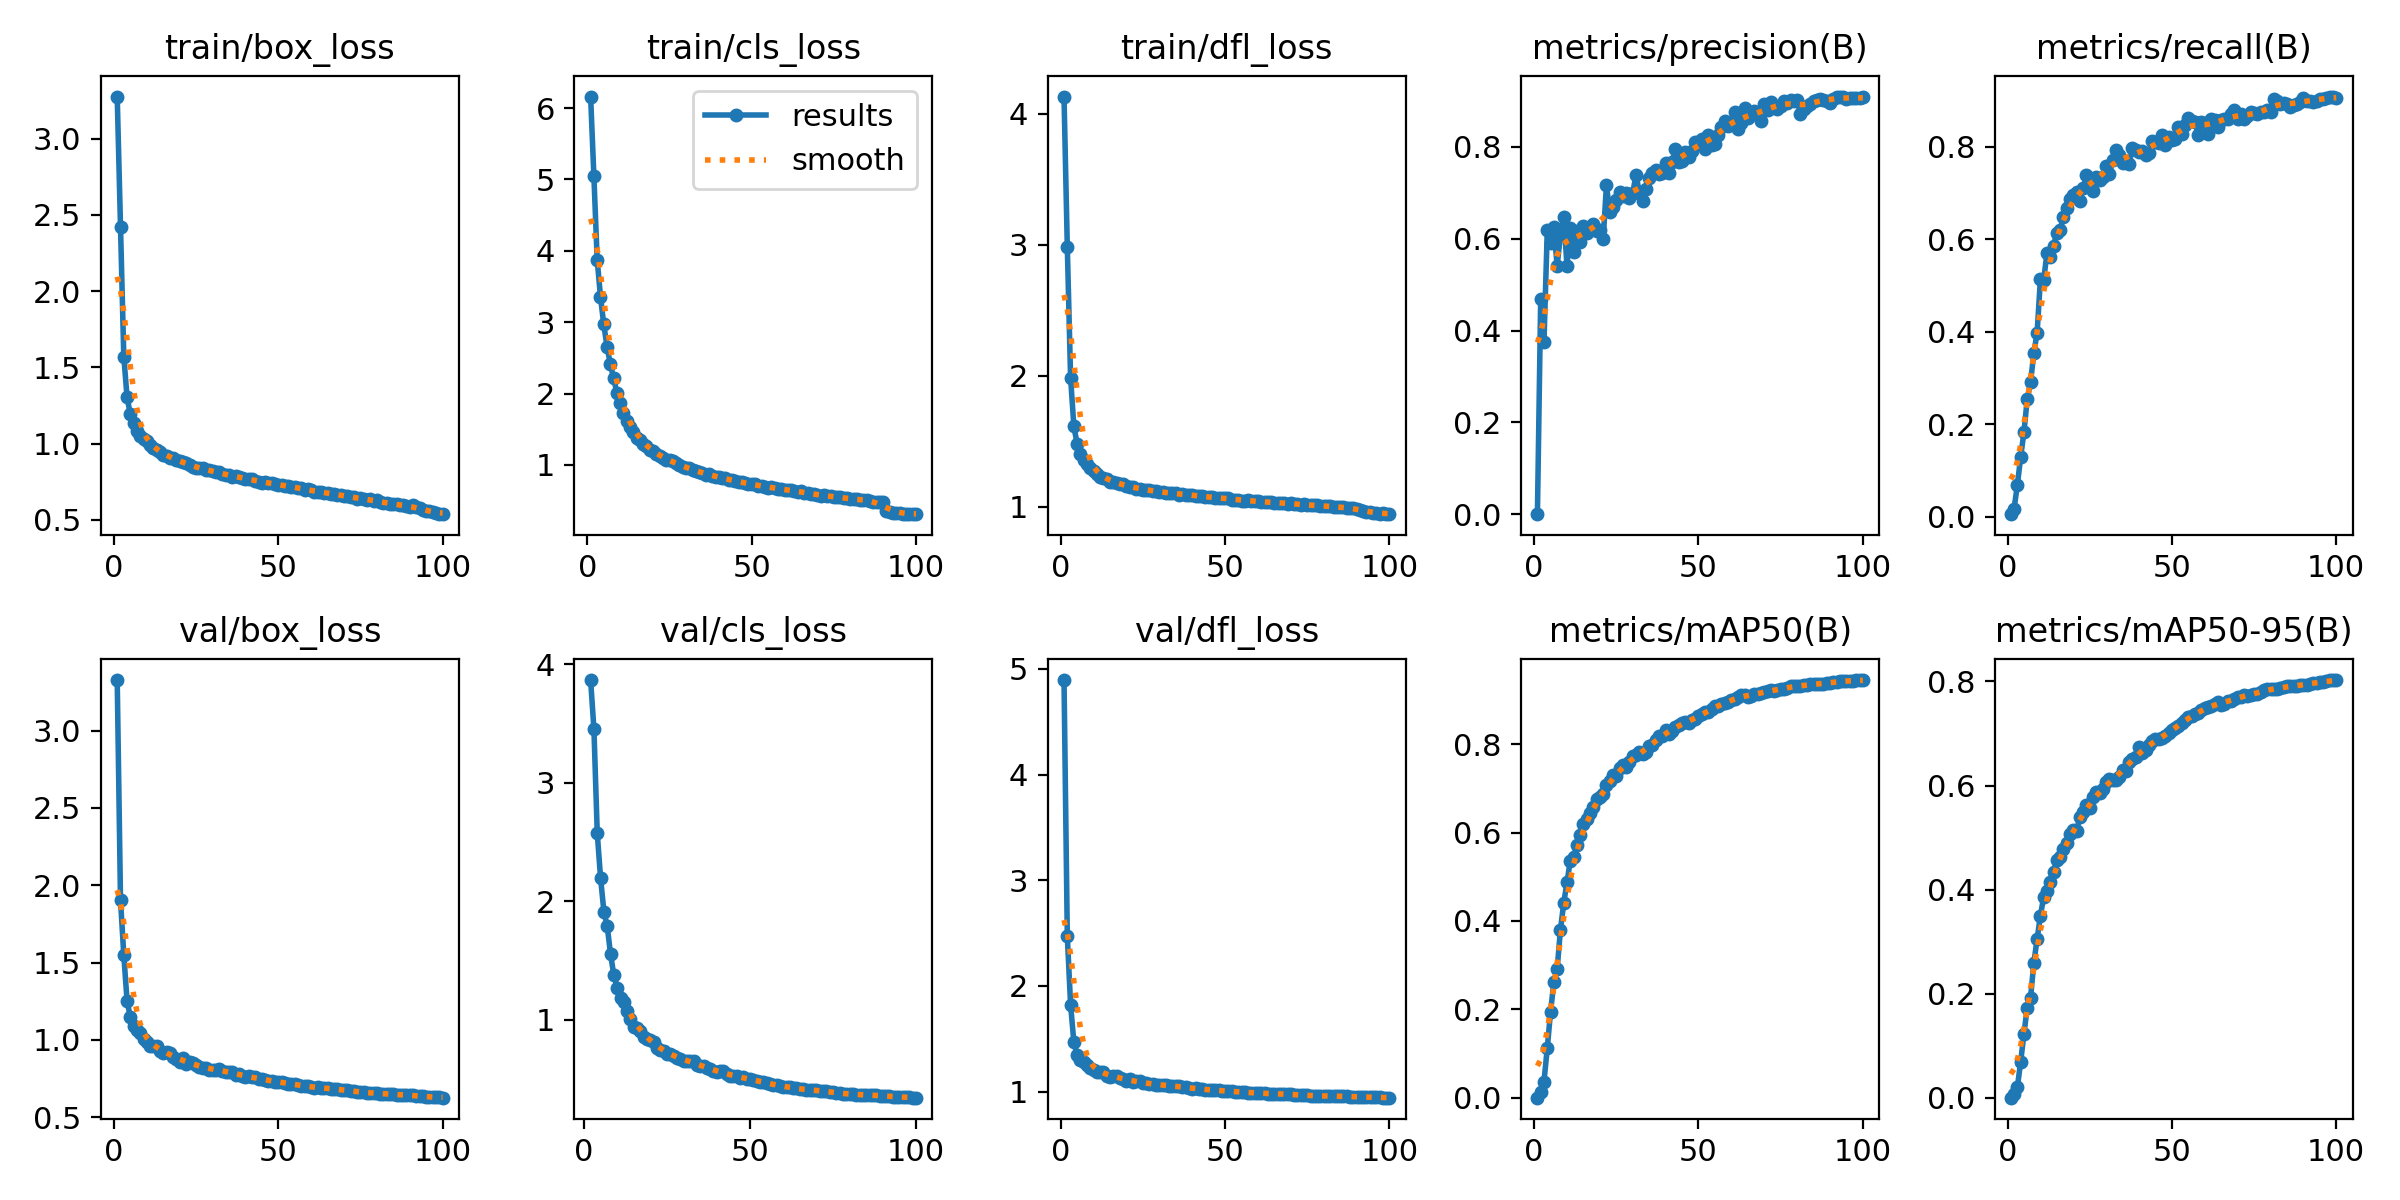 train/box_loss
train/cls_loss
train/dfl_loss
metrics/precision(B)
metrics/recall(B)
results
smooth
3.0
2.5
2.0
1.5
1.0
0.5
0 50 100
6
5
4
3
2
1
0 50 100
4
3
2
1
0 50 100
0.8
0.6
0.4
0.2
0.0
0 50 100
0.8
0.6
0.4
0.2
0.0
0 50 100
val/box_loss
val/cls_loss
val/dfl_loss
metrics/mAP50(B)
metrics/mAP50-95(B)
3.0
2.5
2.0
1.5
1.0
0.5
0 50 100
4
3
2
1
0 50 100
5
4
3
2
1
0 50 100
0.8
0.6
0.4
0.2
0.0
0 50 100
0.8
0.6
0.4
0.2
0.0
0 50 100